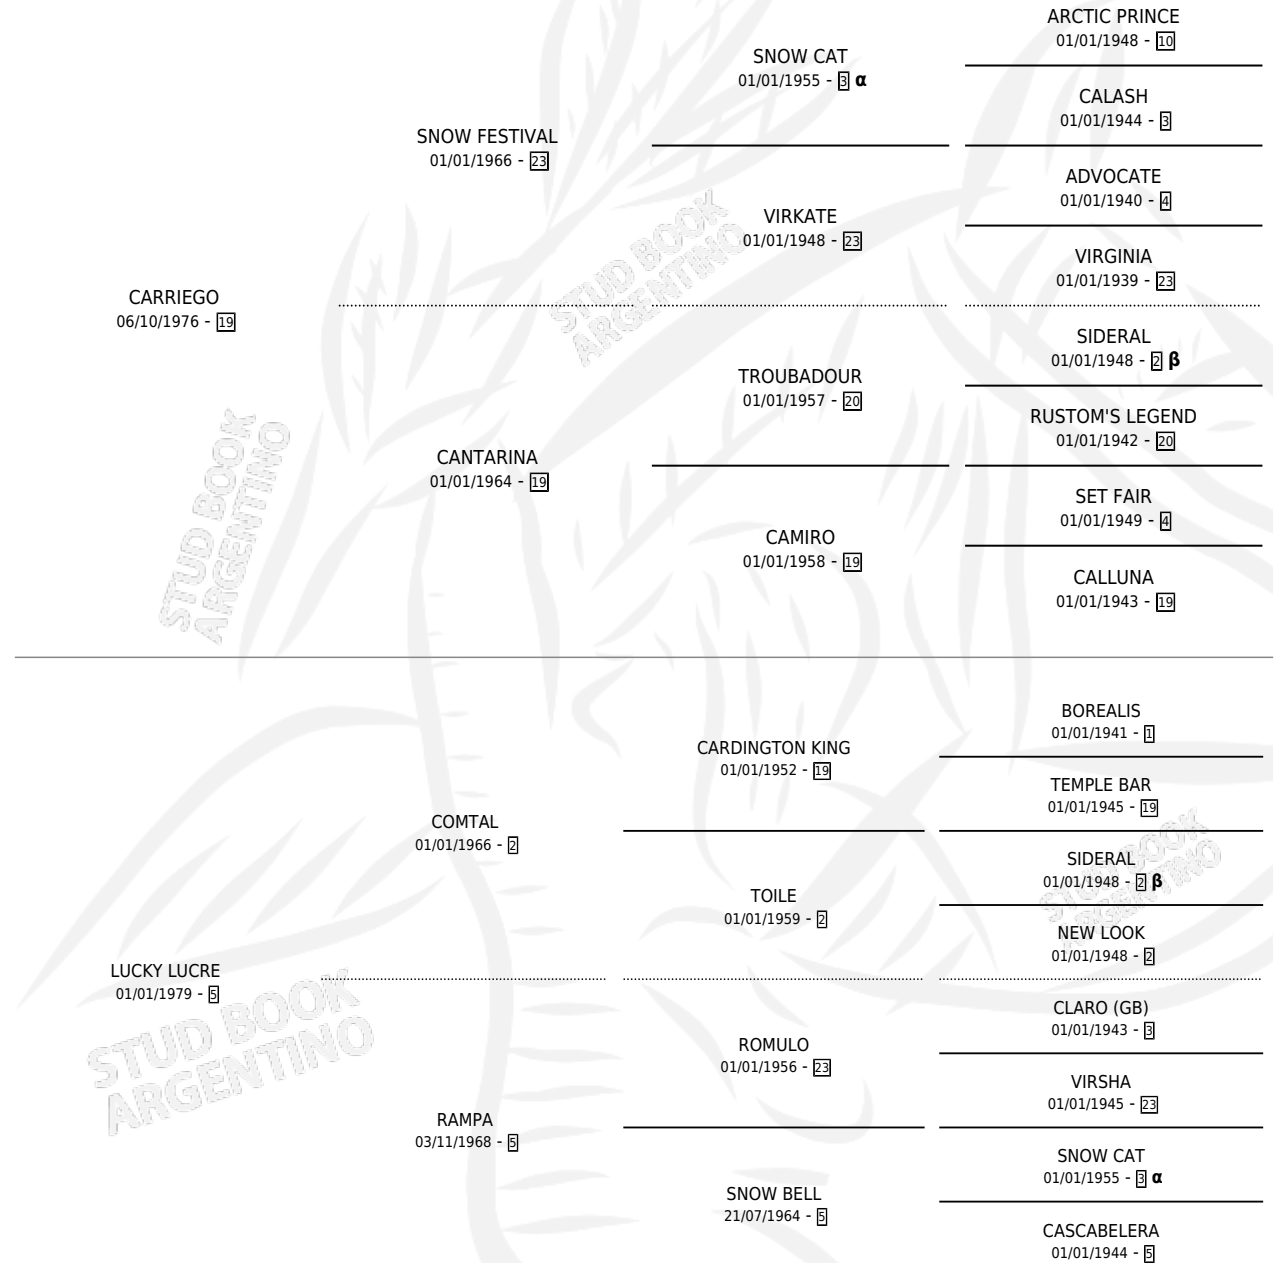 ARCTIC PRINCE
01/01/1948 - 10
SNOW CAT
01/01/1955 - 3 α
CALASH
01/01/1944 - 3
SNOW FESTIVAL
01/01/1966 - 23
ADVOCATE
01/01/1940 - 4
VIRKATE
01/01/1948 - 23
VIRGINIA
01/01/1939 - 23
STUD BOOK
ARGENTINO
CARRIEGO
06/10/1976 - 19
SIDERAL
01/01/1948 - 2 β
TROUBADOUR
01/01/1957 - 20
RUSTOM'S LEGEND
01/01/1942 - 20
CANTARINA
01/01/1964 - 19
SET FAIR
01/01/1949 - 4
CAMIRO
01/01/1958 - 19
CALLUNA
01/01/1943 - 19
STUD BOOK
ARGENTINO
BOREALIS
01/01/1941 - 1
CARDINGTON KING
01/01/1952 - 19
TEMPLE BAR
01/01/1945 - 19
COMTAL
01/01/1966 - 2
SIDERAL
01/01/1948 - 2 β
STUD BOOK
ARGENTINO
TOILE
01/01/1959 - 2
NEW LOOK
01/01/1948 - 2
LUCKY LUCRE
01/01/1979 - 5
CLARO (GB)
01/01/1943 - 3
STUD BOOK
ARGENTINO
ROMULO
01/01/1956 - 23
VIRSHA
01/01/1945 - 23
RAMPA
03/11/1968 - 5
SNOW CAT
01/01/1955 - 3 α
SNOW BELL
21/07/1964 - 5
CASCABELERA
01/01/1944 - 5